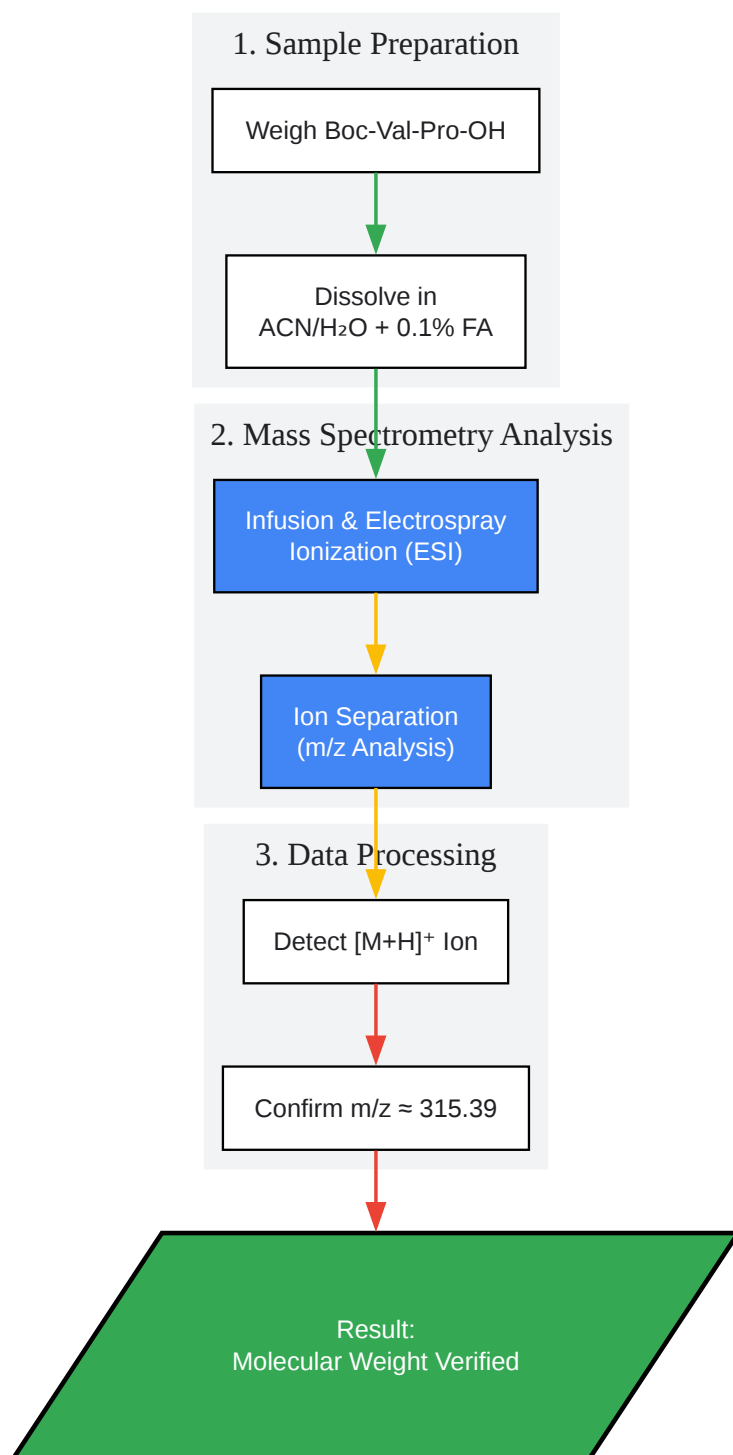 1. Sample Preparation
Weigh Boc-Val-Pro-OH
Dissolve in
ACN/H₂O + 0.1% FA
2. Mass Spectrometry Analysis
Infusion & Electrospray
Ionization (ESI)
Ion Separation
(m/z Analysis)
3. Data Processing
Detect [M+H]⁺ Ion
Confirm m/z ≈ 315.39
Result:
Molecular Weight Verified